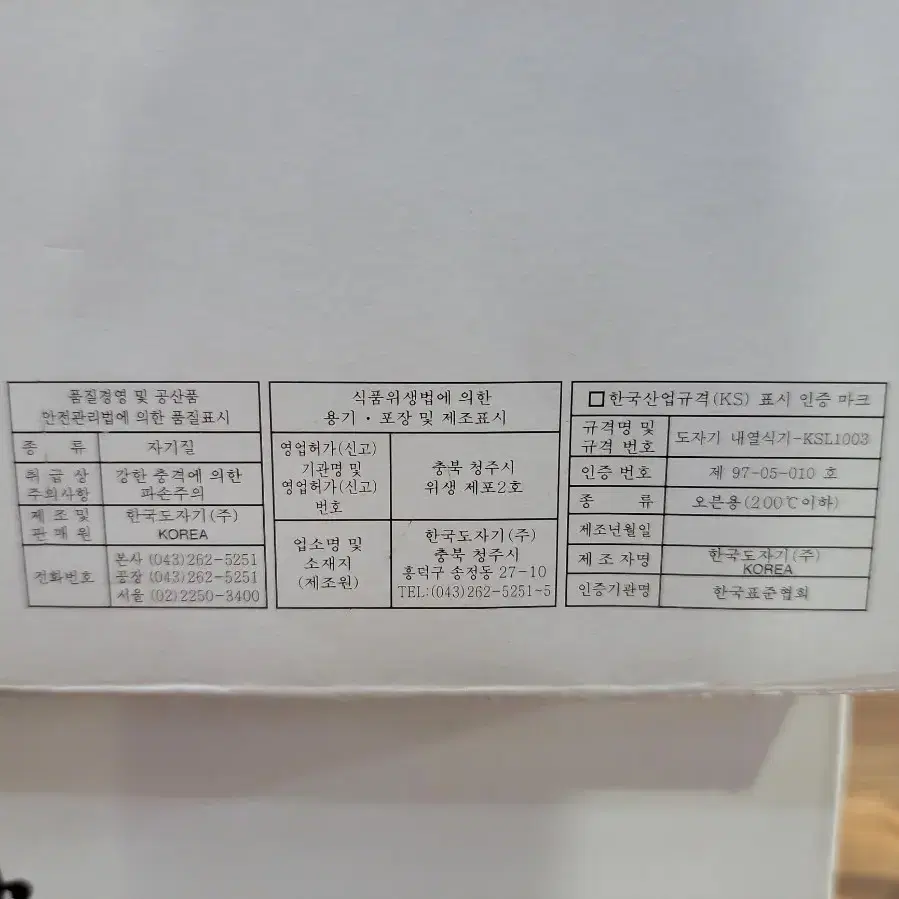 품질경영 및 공산품
안전관리법에 의한 품질표시
종 류
자기질
취 급 상
주의사항
강한 충격에 의한
파손주의
제 조 및
판 매 원
한국도자기(주)
KOREA
전화번호
본사 (043)262-5251
공장 (043)262-5251
서울 (02)2250-3400
식품위생법에 의한
용기 · 포장 및 제조표시
영업허가(신고)
기관명 및
영업허가(신고)
번호
충북 청주시
위생 제포2호
업소명 및
소재지
(제조원)
한국도자기(주)
충북 청주시
흥덕구 송정동 27-10
TEL:(043)262-5251~5
한국산업규격(KS) 표시 인증 마크
규격명 및
규격 번호
도자기 내열식기-KSL1003
인증 번호
제 97-05-010 호
종 류
오븐용(200℃이하)
제조년월일
제 조 자명
한국도자기(주)
KOREA
인증기관명
한국표준협회